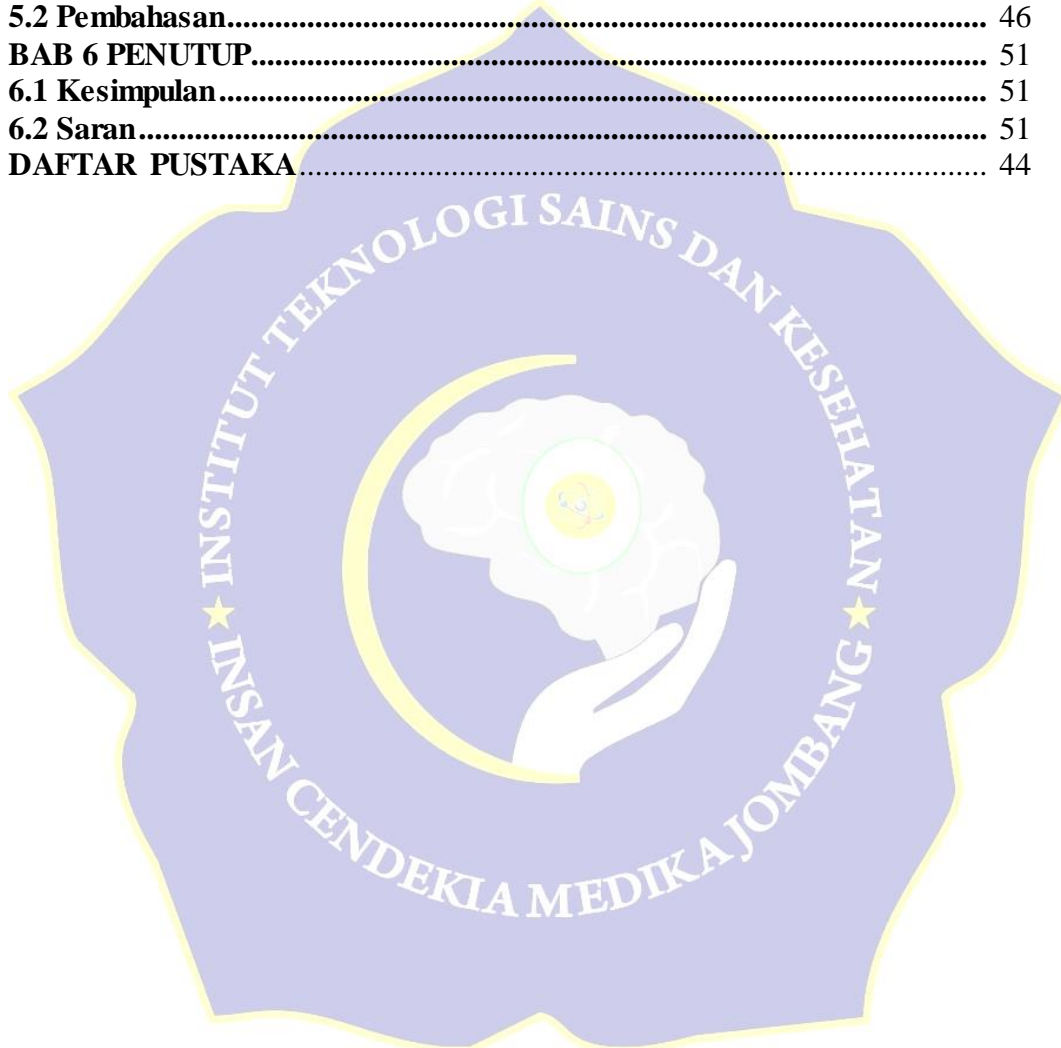 5.2 Pembahasan................................................................................................ 46
BAB 6 PENUTUP............................................................................................ 51
6.1 Kesimpulan................................................................................................ 51
6.2 Saran.......................................................................................................... 51
DAFTAR PUSTAKA...................................................................................... 44
INSTITUT TEKNOLOGI SAINS DAN KESEHATAN
★ INSAN CENDEKIA MEDIKA JOMBANG ★